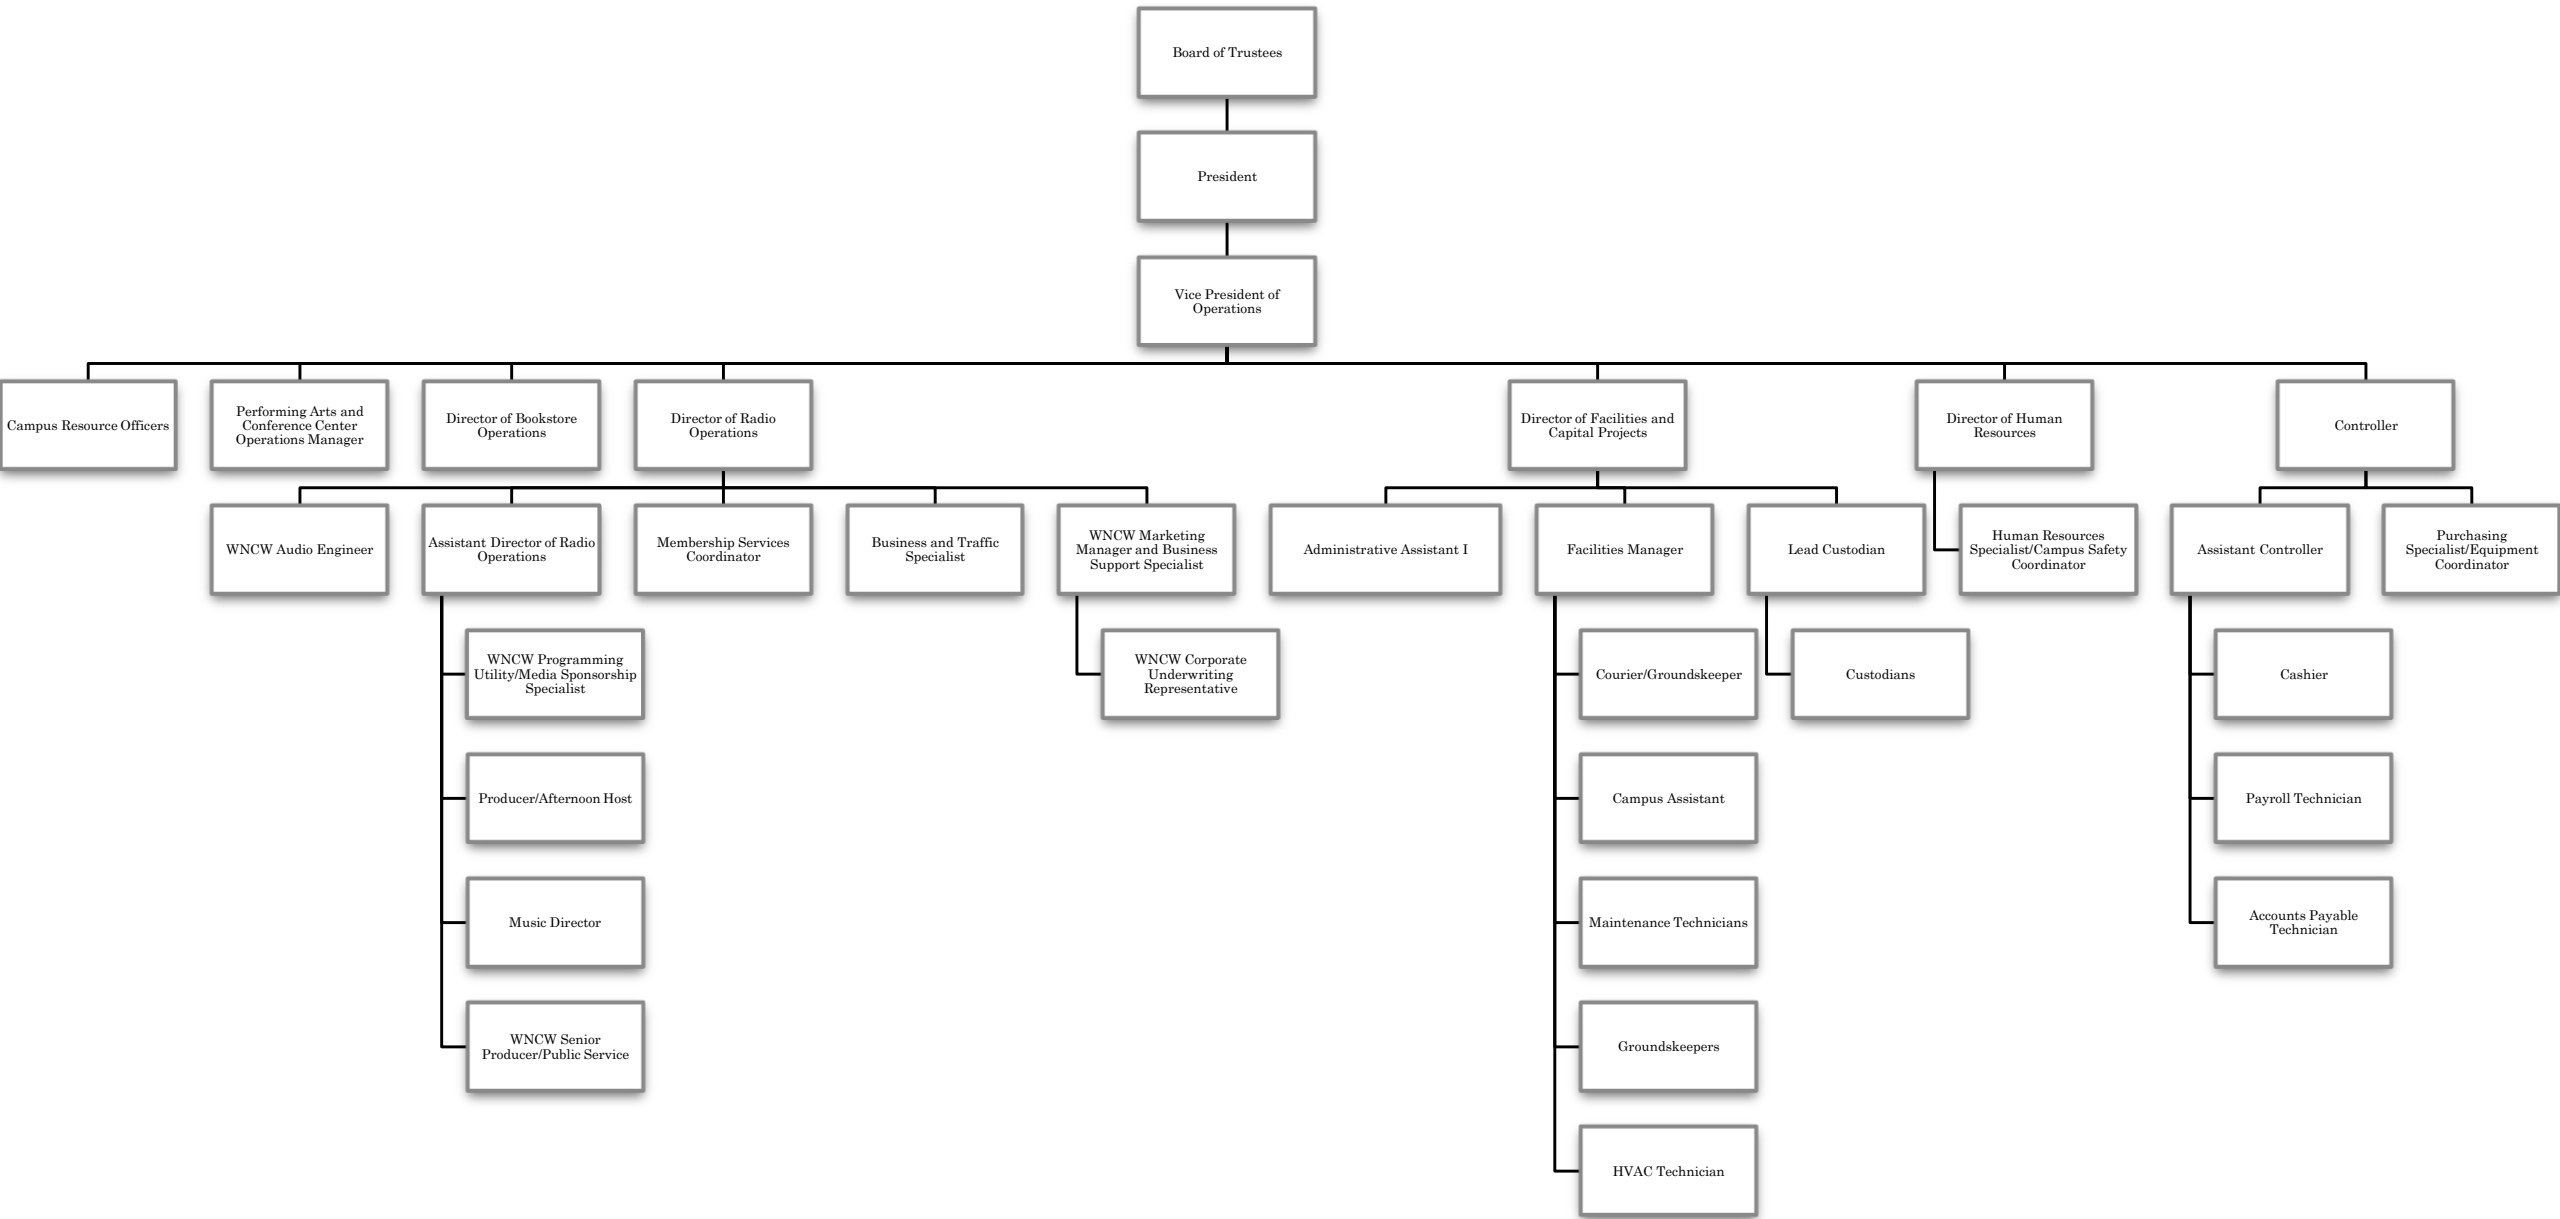 Board of Trustees
President
Vice President of
Operations
Campus Resource Officers
Performing Arts and
Conference Center
Operations Manager
Director of Bookstore
Operations
Director of Radio
Operations
Director of Facilities and
Capital Projects
Director of Human
Resources
Controller
WNCW Audio Engineer
Assistant Director of Radio
Operations
Membership Services
Coordinator
Business and Traffic
Specialist
WNCW Marketing
Manager and Business
Support Specialist
Administrative Assistant I
Facilities Manager
Lead Custodian
Human Resources
Specialist/Campus Safety
Coordinator
Assistant Controller
Purchasing
Specialist/Equipment
Coordinator
WNCW Programming
Utility/Media Sponsorship
Specialist
WNCW Corporate
Underwriting
Representative
Courier/Groundskeeper
Custodians
Cashier
Producer/Afternoon Host
Campus Assistant
Payroll Technician
Music Director
Maintenance Technicians
Accounts Payable
Technician
WNCW Senior
Producer/Public Service
Groundskeepers
HVAC Technician